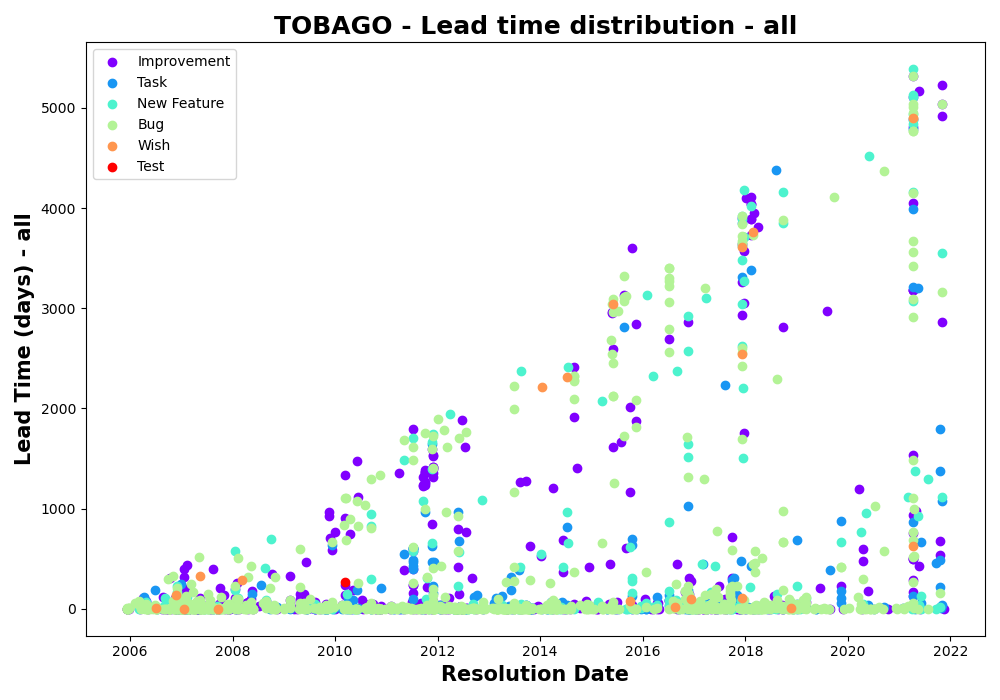 TOBAGO - Lead time distribution - all
Improvement
Task
New Feature
Bug
Wish
Test
Lead Time (days) - all
5000
4000
3000
2000
1000
0
2006 2008 2010 2012 2014 2016 2018 2020 2022
Resolution Date